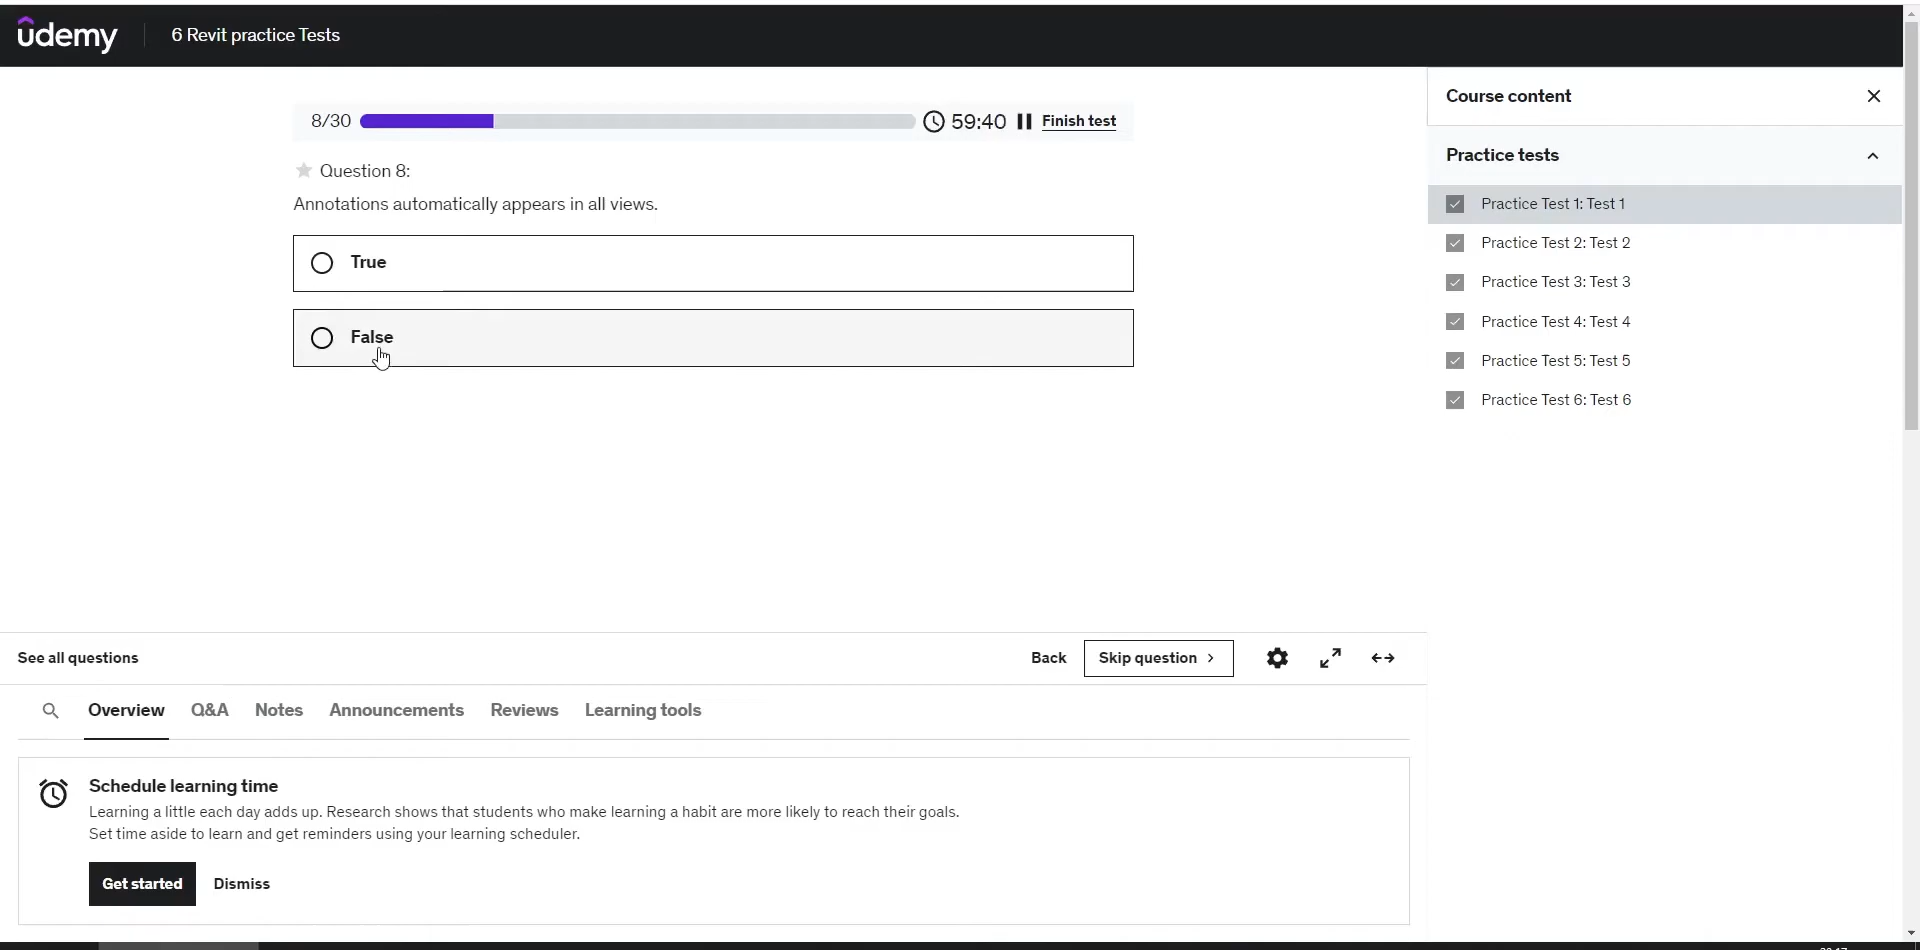 udemy
6 Revit practice Tests
8/30
59:40
Finish test
Question 8:
Annotations automatically appears in all views.
True
False
Course content
Practice tests
Practice Test 1: Test 1
Practice Test 2: Test 2
Practice Test 3: Test 3
Practice Test 4: Test 4
Practice Test 5: Test 5
Practice Test 6: Test 6
See all questions
Back
Skip question
Overview
Q&A
Notes
Announcements
Reviews
Learning tools
Schedule learning time
Learning a little each day adds up. Research shows that students who make learning a habit are more likely to reach their goals.
Set time aside to learn and get reminders using your learning scheduler.
Get started
Dismiss